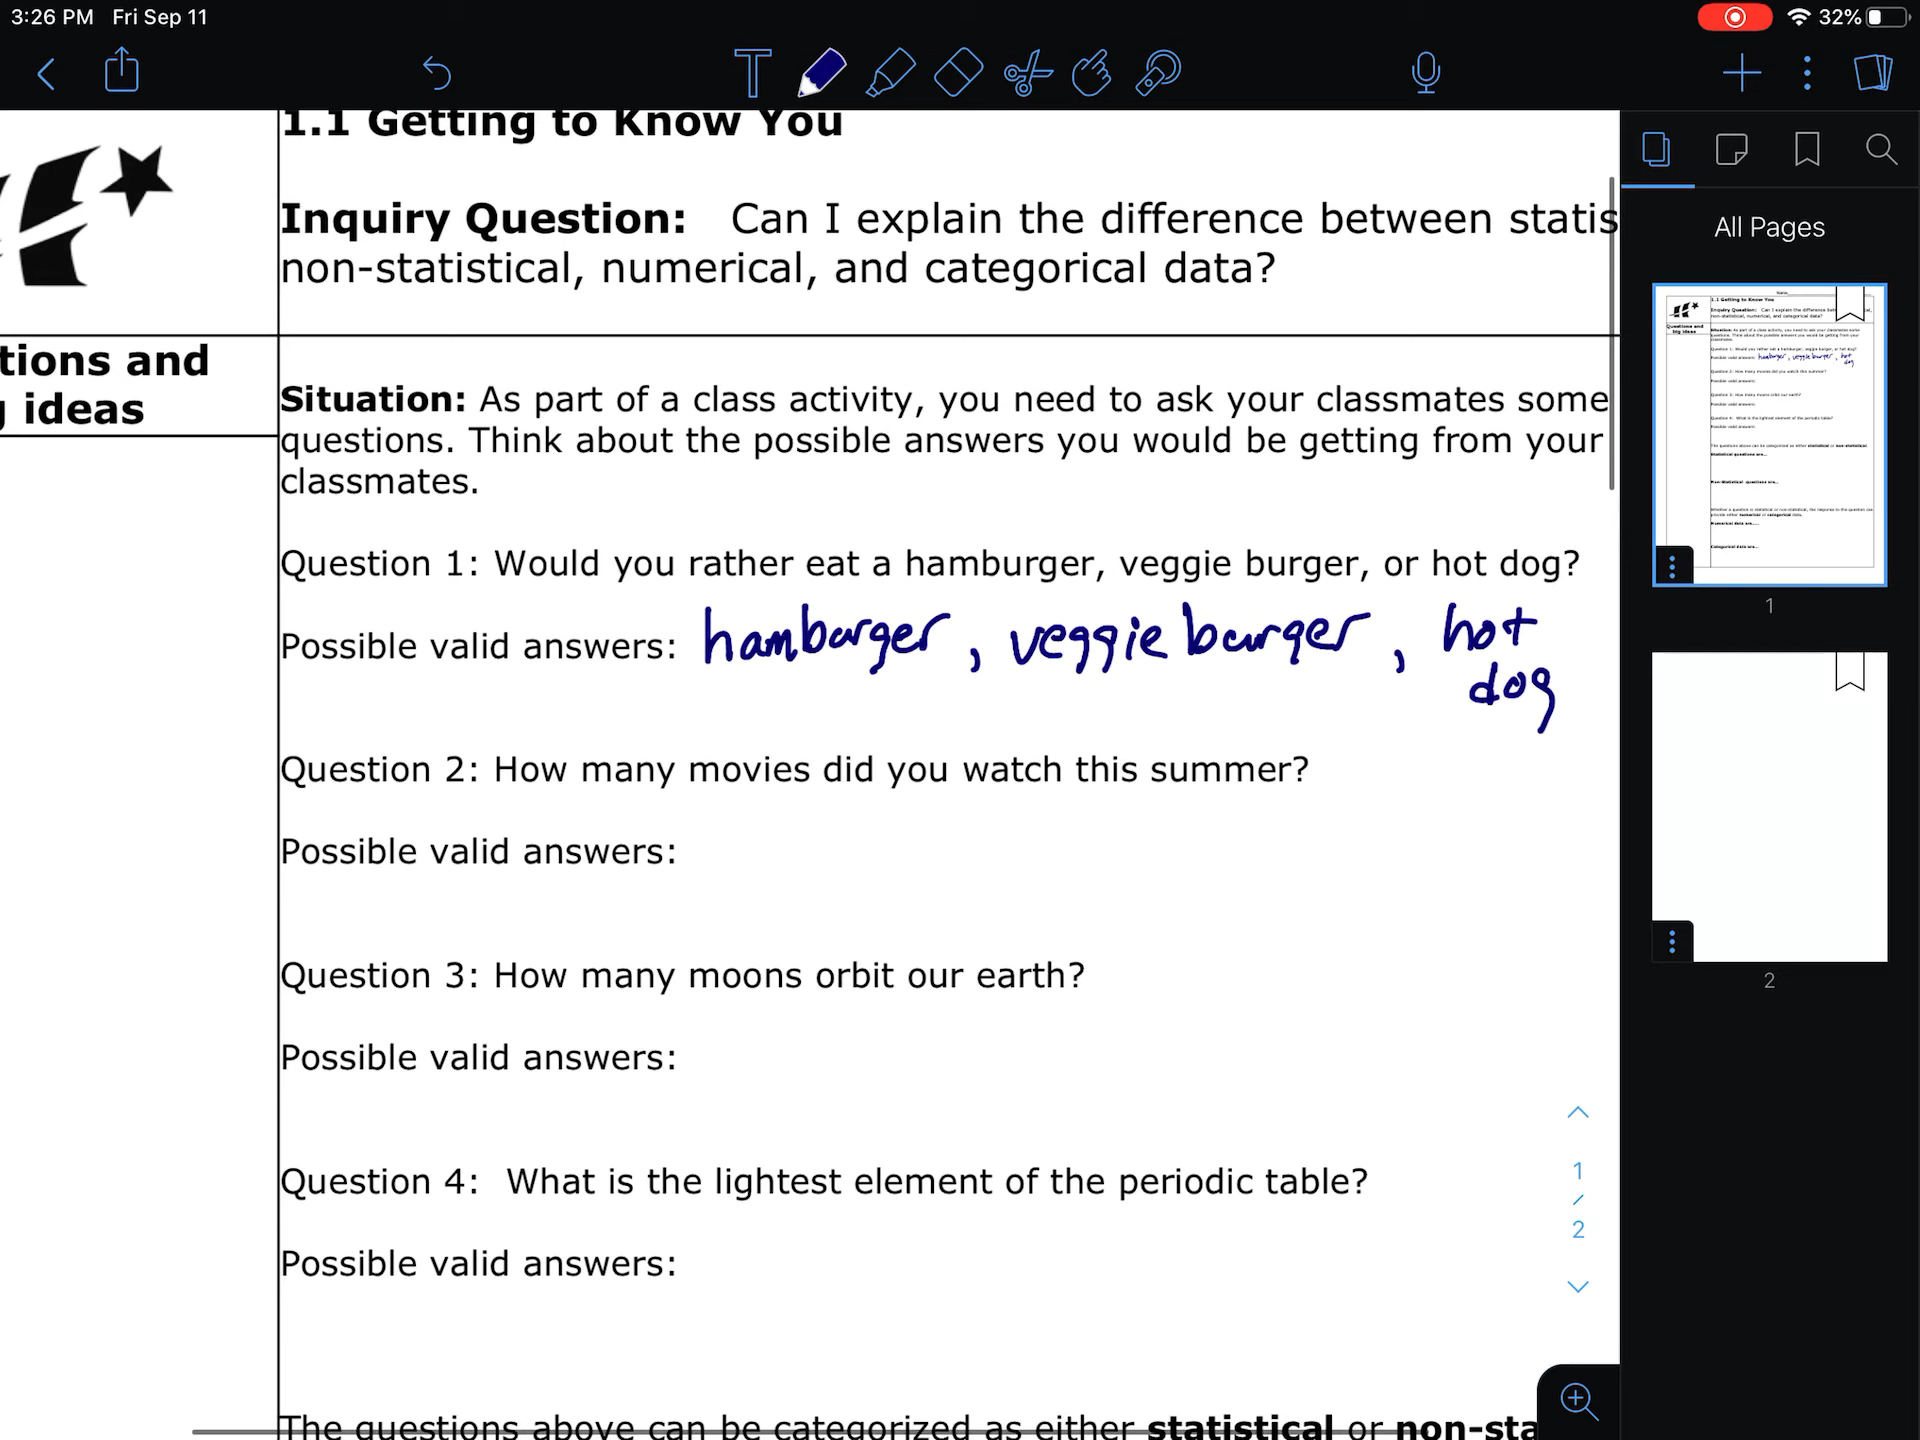 3:26 PM Fri Sep 11
32%
1.1 Getting to Know You
Inquiry Question: Can I explain the difference between statis
non-statistical, numerical, and categorical data?
tions and
ideas
Situation: As part of a class activity, you need to ask your classmates some
questions. Think about the possible answers you would be getting from your
classmates.
Question 1: Would you rather eat a hamburger, veggie burger, or hot dog?
Possible valid answers: hamburger, veggie burger, hot
dog
Question 2: How many movies did you watch this summer?
Possible valid answers:
Question 3: How many moons orbit our earth?
Possible valid answers:
Question 4: What is the lightest element of the periodic table?
Possible valid answers:
The questions above can be categorized as either statistical or non-sta
1
/
2
All Pages
1
2